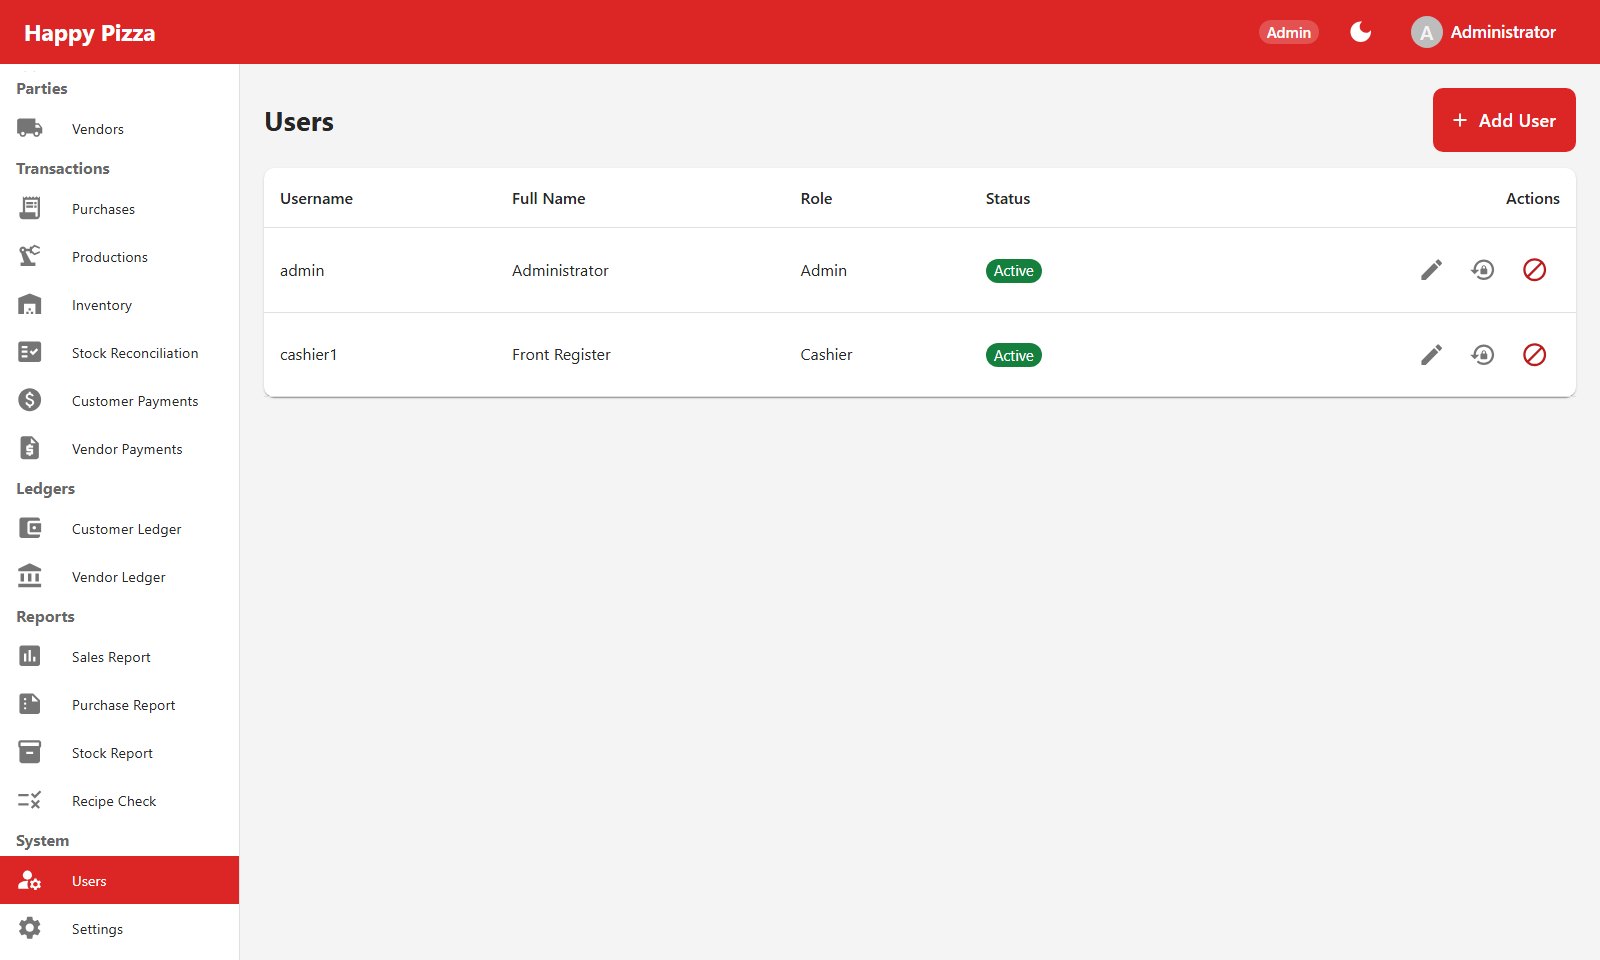 Happy Pizza
Admin
A
Administrator
Parties
Vendors
Transactions
Purchases
Productions
Inventory
Stock Reconciliation
Customer Payments
Vendor Payments
Ledgers
Customer Ledger
Vendor Ledger
Reports
Sales Report
Purchase Report
Stock Report
Recipe Check
System
Users
Settings
Users
+ Add User
Username Full Name Role Status Actions
admin Administrator Admin Active
cashier1 Front Register Cashier Active